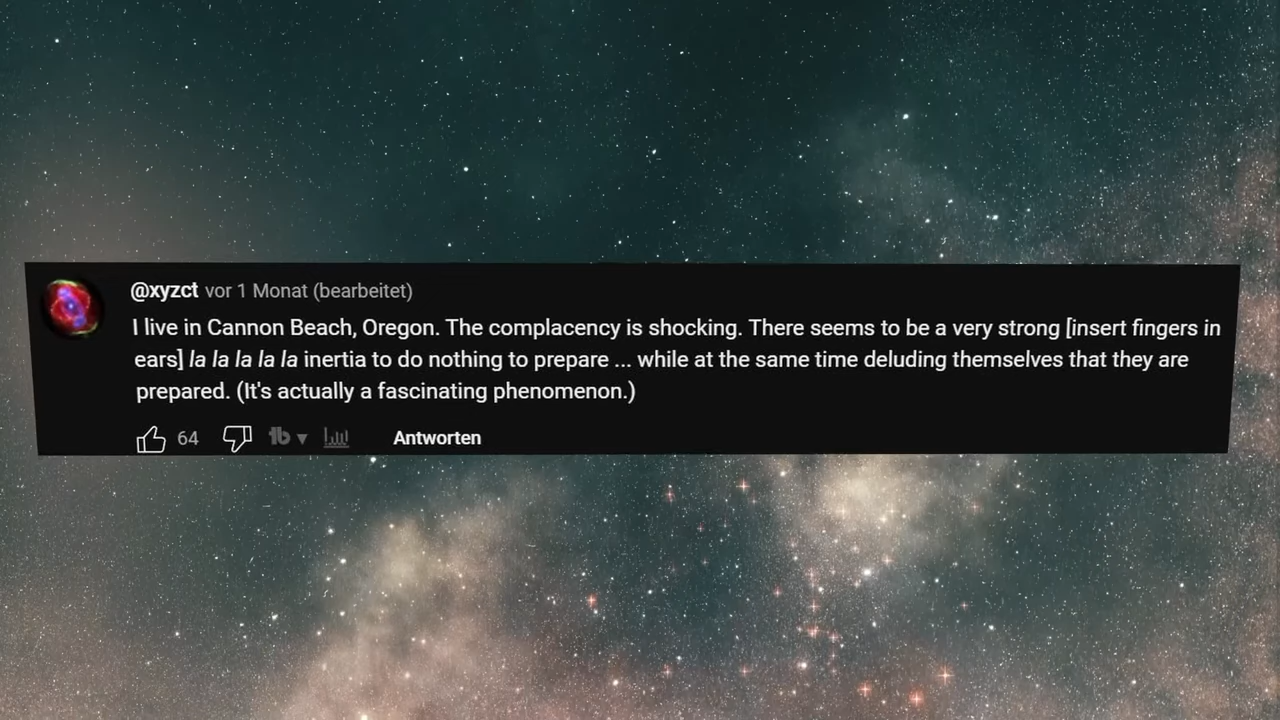 @xyzct vor 1 Monat (bearbeitet)
I live in Cannon Beach, Oregon. The complacency is shocking. There seems to be a very strong [insert fingers in
ears] la la la la la inertia to do nothing to prepare ... while at the same time deluding themselves that they are
prepared. (It's actually a fascinating phenomenon.)
64 Antworten